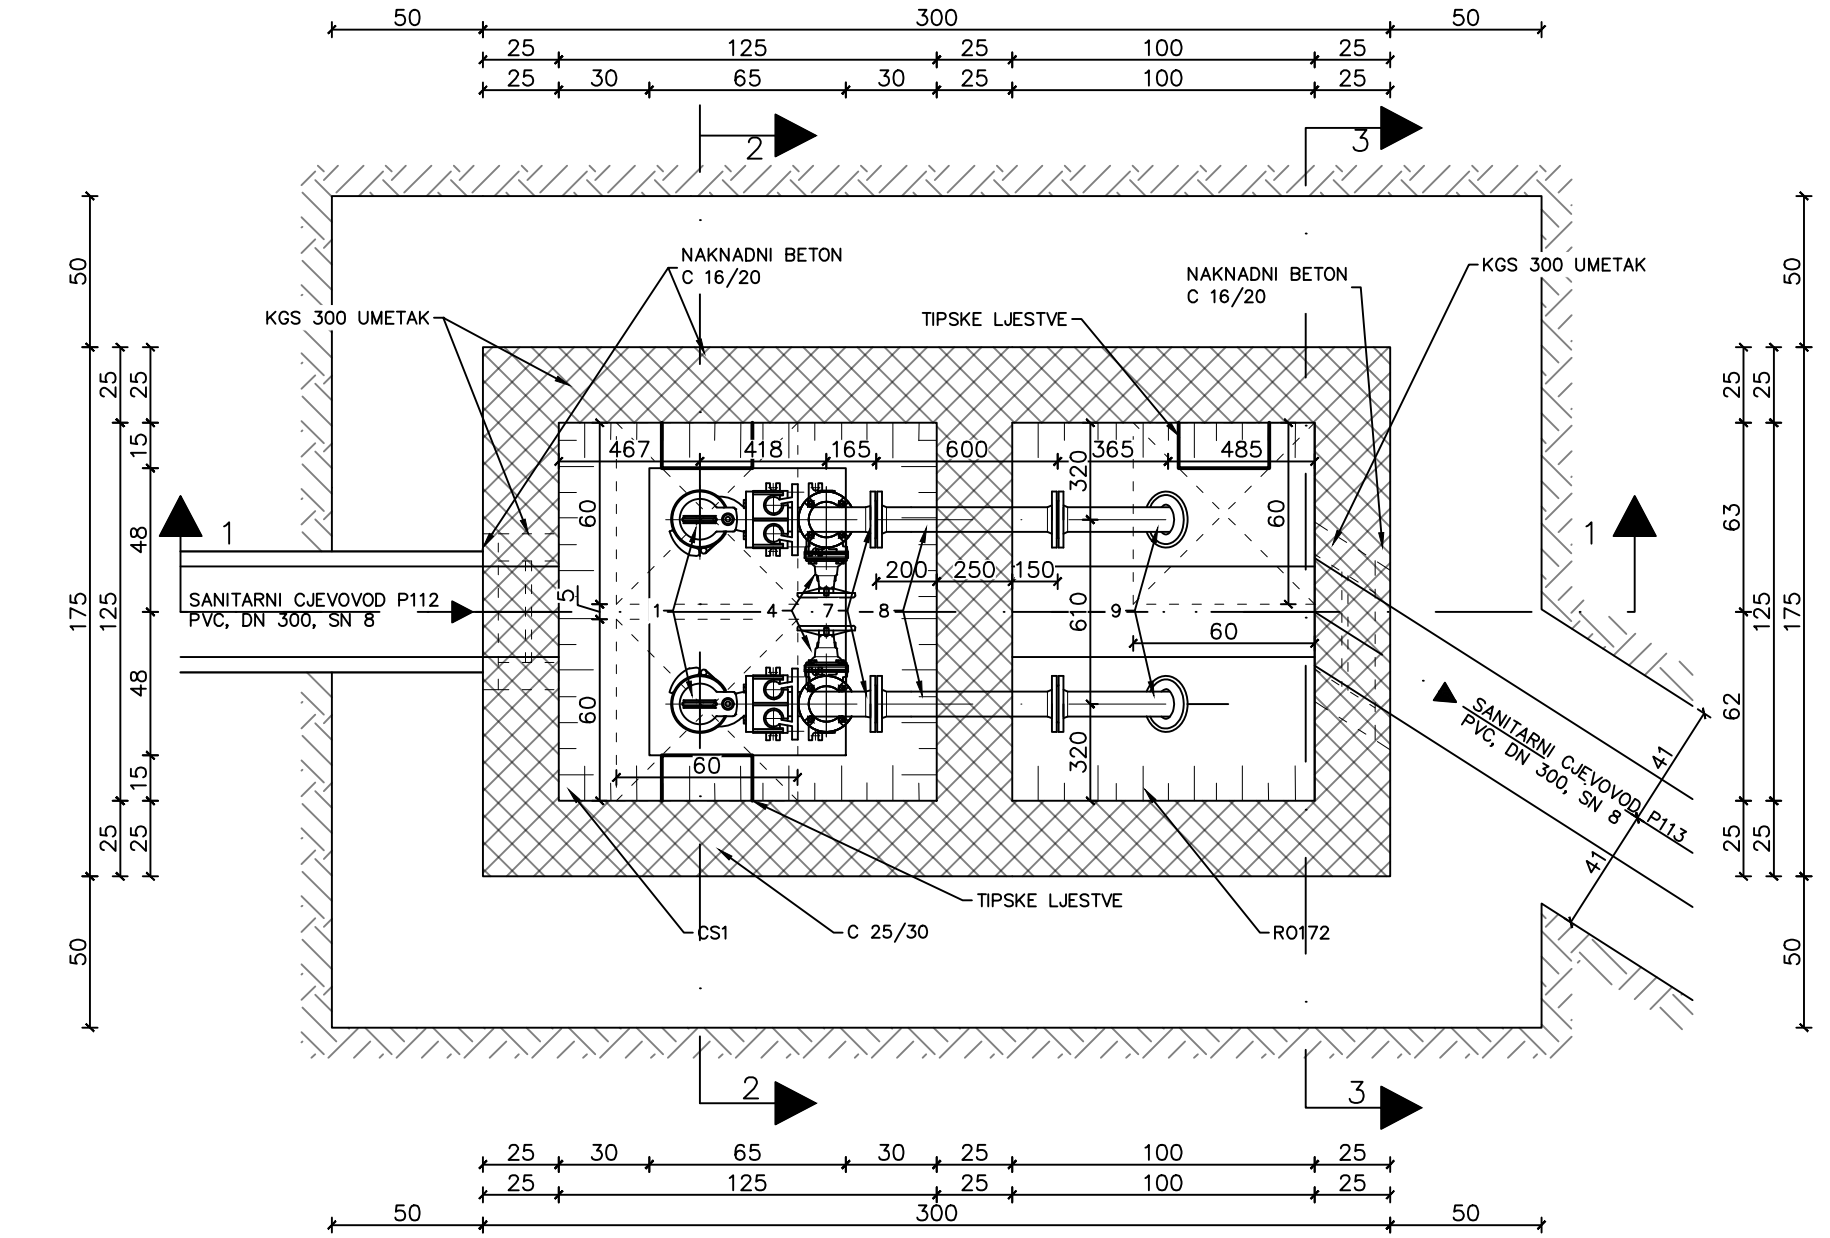 50 300 50
25 125 25 100 25
25 30 65 30 25 100 25
2 3
NAKNADNI BETON
C 16/20
KGS 300 UMETAK
NAKNADNI BETON
C 16/20
KGS 300 UMETAK
TIPSKE LJESTVE
50 50
25 25 25 25
15
467 418 165 600 365 485
320
60 60
48 63
1 1
200 250 150
5
SANITARNI CJEVOVOD P112
PVC, DN 300, SN 8
1 4 7 8 9
175 125 610 125 175
60
48 60 62
SANITARNI CJEVOVOD P113
PVC, DN 300, SN 8
41
41
15 60 320
25 25 25 25
TIPSKE LJESTVE
CS1 C 25/30 RO172
50 50
2 3
25 30 65 30 25 100 25
25 125 25 100 25
50 300 50